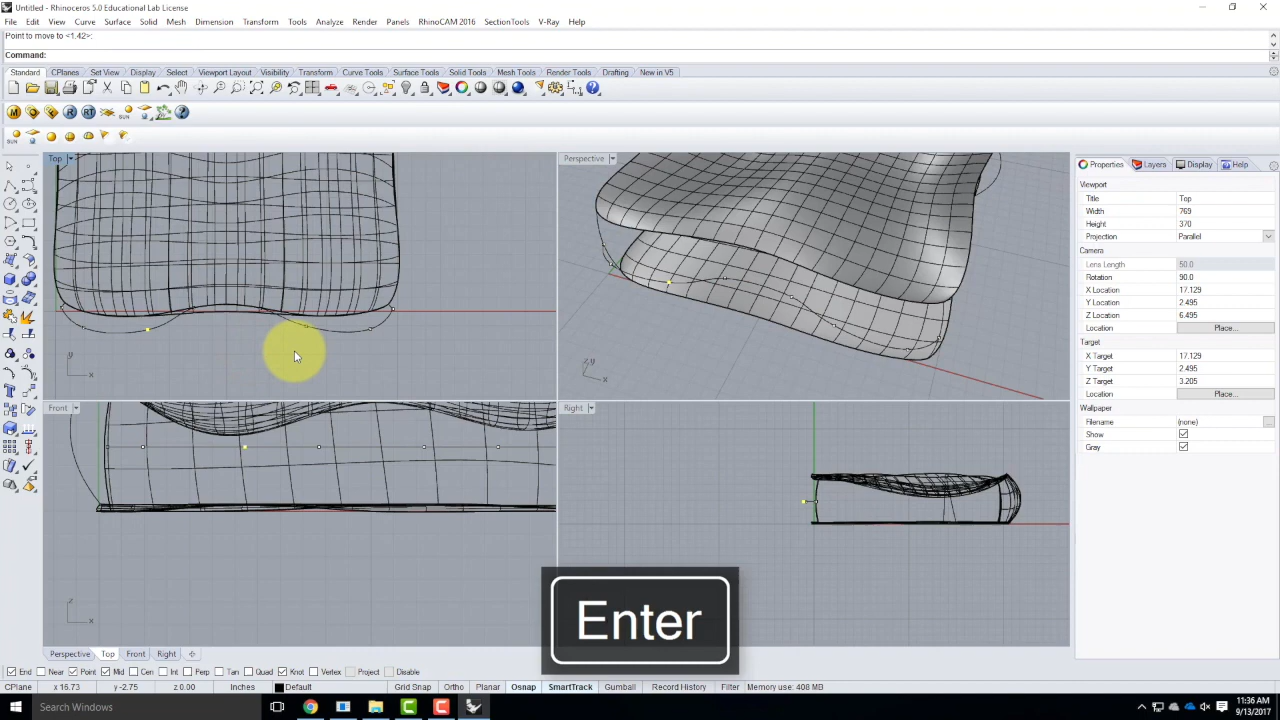 Untitled - Rhinoceros 5.0 Educational Lab License
File Edit View Curve Surface Solid Mesh Dimension Transform Tools Analyze Render Panels RhinoCAM 2016 SectionTools V-Ray Help
Point to move to <1.42>:
Command:
Standard CPlanes Set View Display Select Viewport Layout Visibility Transform Curve Tools Surface Tools Solid Tools Mesh Tools Render Tools Drafting New in V5
M R RT SUN
SUN
Top
Perspective
Properties Layers Display Help
Viewport
Title Top
Width 769
Height 370
Projection Parallel
Camera
Lens Length 50.0
Rotation 90.0
X Location 17.129
Y Location 2.495
Z Location 6.495
Location Place...
Target
X Target 17.129
Y Target 2.495
Z Target 3.205
Location Place...
Wallpaper
Filename (none) ...
Show
Gray
y
x
z y
x
Front
Right
z
x
Enter
Perspective Top Front Right
End Near Point Mid Cen Int Perp Tan Quad Knot Vertex Project Disable
CPlane x 16.73 y -2.75 z 0.00 Inches Default Grid Snap Ortho Planar Osnap SmartTrack Gumball Record History Filter Memory use: 408 MB
Search Windows
11:36 AM
9/13/2017